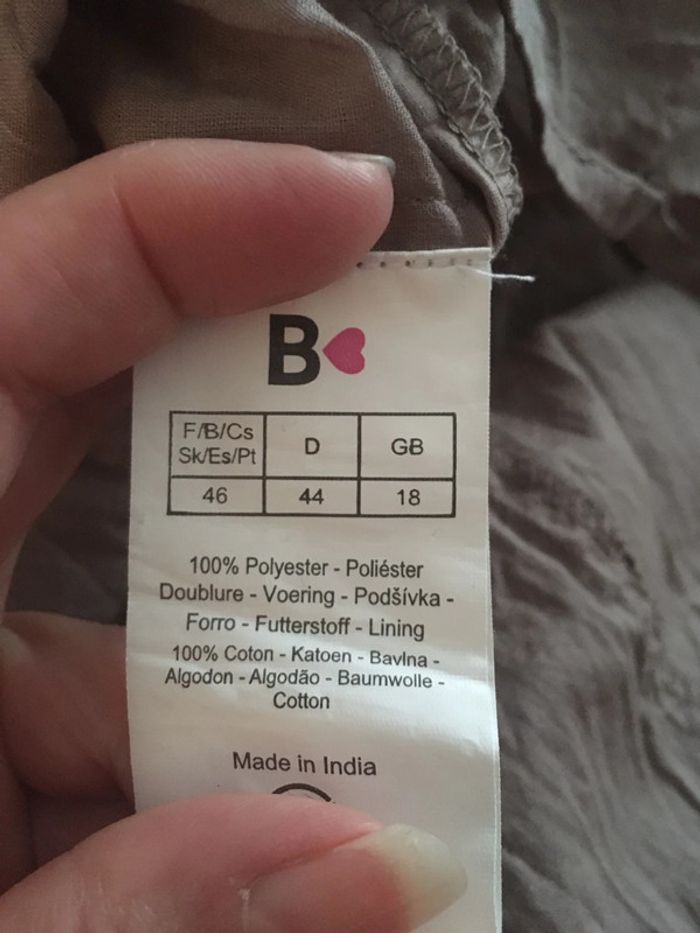 B
F/B/Cs
Sk/Es/Pt
D
GB
46
44
18
100% Polyester - Poliéster
Doublure - Voering - Podšívka -
Forro - Futterstoff - Lining
100% Coton - Katoen - Bavlna -
Algodon - Algodão - Baumwolle -
Cotton
Made in India